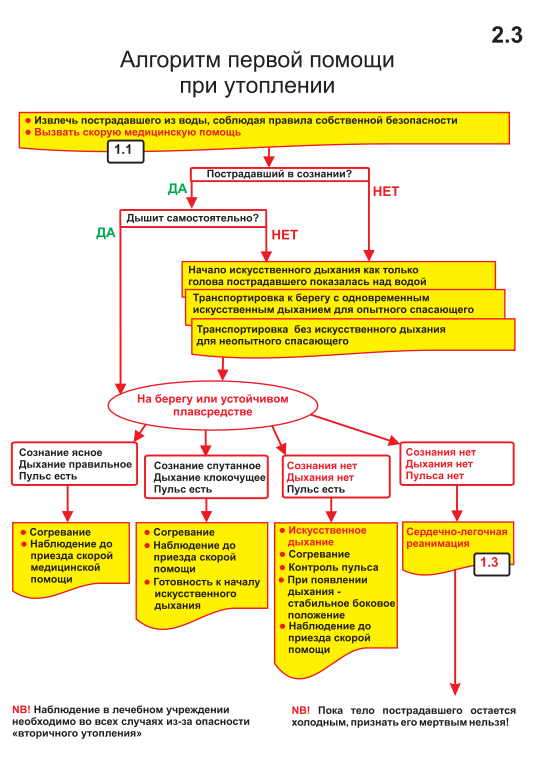 2.3
Алгоритм первой помощи
при утоплении
• Извлечь пострадавшего из воды, соблюдая правила собственной безопасности
• Вызвать скорую медицинскую помощь
1.1
Пострадавший в сознании?
ДА
НЕТ
Дышит самостоятельно?
ДА
НЕТ
Начало искусственного дыхания как только
голова пострадавшего показалась над водой
Транспортировка к берегу с одновременным
искусственным дыханием для опытного спасающего
Транспортировка без искусственного дыхания
для неопытного спасающего
На берегу или устойчивом
плавсредстве
Сознание ясное
Дыхание правильное
Пульс есть
Сознание спутанное
Дыхание клокочущее
Пульс есть
Сознания нет
Дыхания нет
Пульс есть
Сознания нет
Дыхания нет
Пульса нет
• Согревание
• Наблюдение до
приезда скорой
медицинской
помощи
• Согревание
• Наблюдение до
приезда скорой
помощи
• Готовность к началу
искусственного
дыхания
• Искусственное
дыхание
• Согревание
• Контроль пульса
• При появлении
дыхания -
стабильное боковое
положение
• Наблюдение до
приезда скорой
помощи
Сердечно-легочная
реанимация
1.3
NB! Наблюдение в лечебном учреждении
необходимо во всех случаях из-за опасности
«вторичного утопления»
NB! Пока тело пострадавшего остается
холодным, признать его мертвым нельзя!